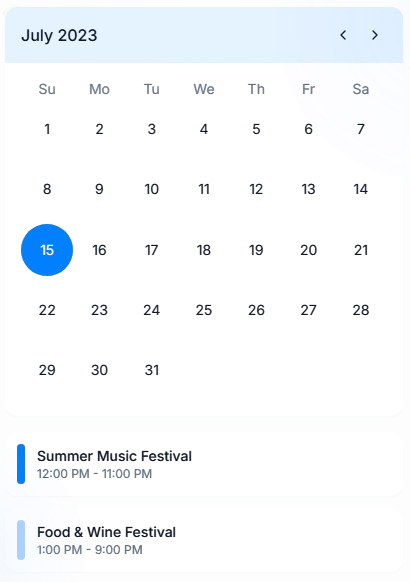 July 2023
Su Mo Tu We Th Fr Sa
1 2 3 4 5 6 7
8 9 10 11 12 13 14
15 16 17 18 19 20 21
22 23 24 25 26 27 28
29 30 31
Summer Music Festival
12:00 PM - 11:00 PM
Food & Wine Festival
1:00 PM - 9:00 PM